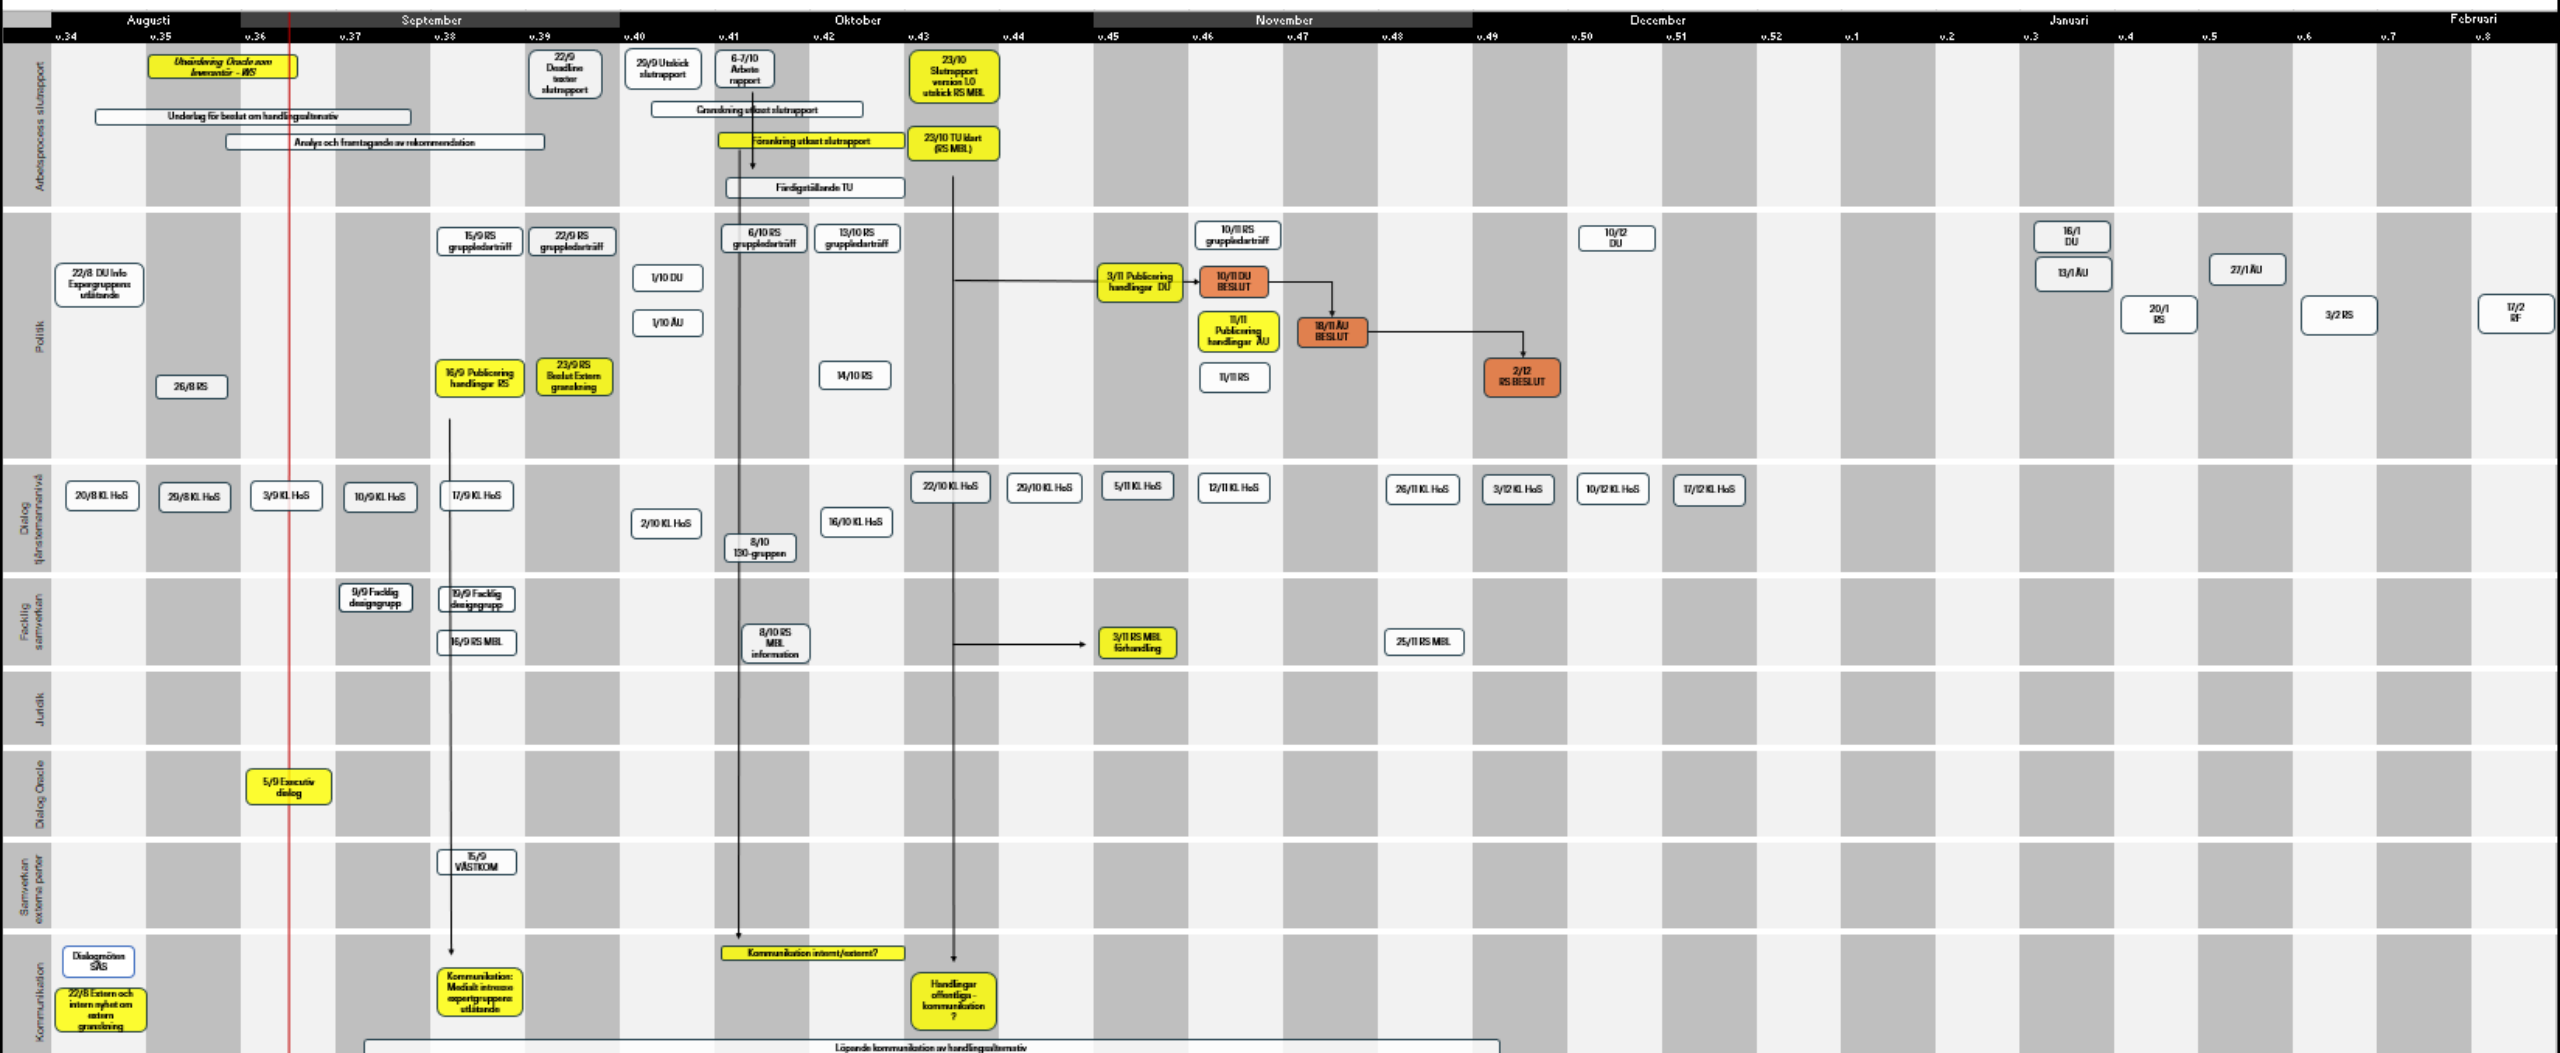 Augusti September Oktober November December Januari Februari
v.34 v.35 v.36 v.37 v.38 v.39 v.40 v.41 v.42 v.43 v.44 v.45 v.46 v.47 v.48 v.49 v.50 v.51 v.52 v.1 v.2 v.3 v.4 v.5 v.6 v.7 v.8
Arbetsprocess slutrapport
Utvärdering Oracle som
leverantör - WS
Underlag för beslut om handlingsalternativ
Analys och framtagande av rekommendation
22/9
Deadline
texter
slutrapport
29/9 Utskick
slutrapport
6-7/10
Arbete
rapport
Granskning utkast slutrapport
Förankring utkast slutrapport
Färdigställande TU
23/10
Slutrapport
version 1.0
utskick RS MBL
23/10 TU klart
(RS MBL)
Politik
22/8 DU Info
Expergruppens
utlåtande
26/8 RS
15/9 RS
gruppledarträff
22/9 RS
gruppledarträff
16/9 Publicering
handlingar RS
23/9 RS
Beslut Extern
granskning
1/10 DU
1/10 ÄU
6/10 RS
gruppledarträff
13/10 RS
gruppledarträff
14/10 RS
3/11 Publicering
handlingar DU
10/11 RS
gruppledarträff
10/11 DU
BESLUT
11/11
Publicering
handlingar ÄU
11/11 RS
18/11 ÄU
BESLUT
2/12
RS BESLUT
10/12
DU
16/1
DU
13/1 ÄU
20/1
RS
27/1 ÄU
3/2 RS
17/2
RF
Dialog
tjänstemannanivå
20/8 KL HoS
29/8 KL HoS
3/9 KL HoS
10/9 KL HoS
17/9 KL HoS
2/10 KL HoS
8/10
130-gruppen
16/10 KL HoS
22/10 KL HoS
29/10 KL HoS
5/11 KL HoS
12/11 KL HoS
26/11 KL HoS
3/12 KL HoS
10/12 KL HoS
17/12 KL HoS
Facklig
samverkan
9/9 Facklig
designgrupp
19/9 Facklig
designgrupp
16/9 RS MBL
8/10 RS
MBL
information
3/11 RS MBL
förhandling
25/11 RS MBL
Juridik
Dialog Oracle
5/9 Executiv
dialog
Samverkan
externa parter
15/9
VÄSTKOM
Kommunikation
Dialogmöten
SÄS
22/8 Extern och
intern nyhet om
extern
granskning
Kommunikation:
Medialt intresse
expertgruppens
utlåtande
Kommunikation internt/externt?
Handlingar
offentliga -
kommunikation
?
Löpande kommunikation av handlingsalternativ